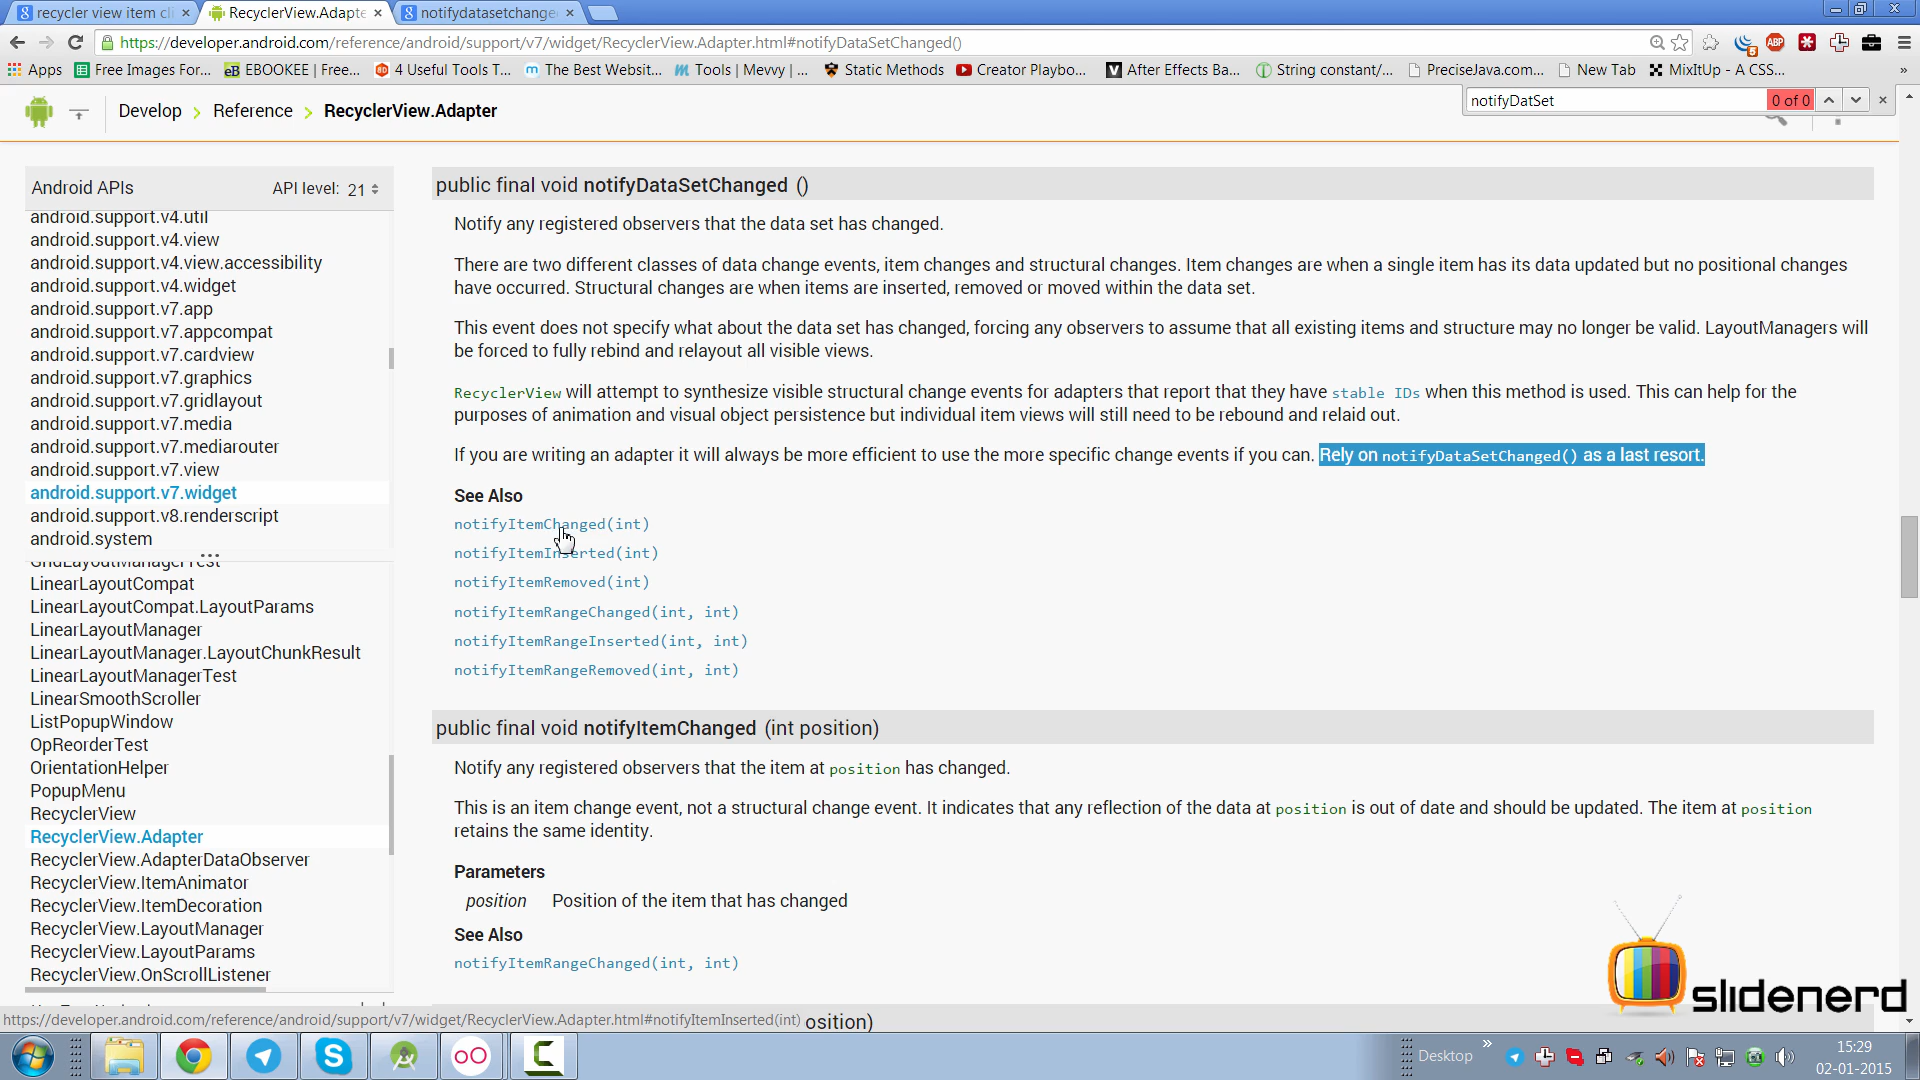 recycler view item cli
RecyclerView.Adapte
notifydatasetchange
https://developer.android.com/reference/android/support/v7/widget/RecyclerView.Adapter.html#notifyDataSetChanged()
Apps
Free Images For...
EBOOKEE | Free...
4 Useful Tools T...
The Best Websit...
Tools | Mevvy | ...
Static Methods
Creator Playbo...
After Effects Ba...
String constant/...
PreciseJava.com...
New Tab
MixItUp - A CSS...
notifyDatSet 0 of 0
Develop
Reference
RecyclerView.Adapter
Android APIs
API level: 21
android.support.v4.util
android.support.v4.view
android.support.v4.view.accessibility
android.support.v4.widget
android.support.v7.app
android.support.v7.appcompat
android.support.v7.cardview
android.support.v7.graphics
android.support.v7.gridlayout
android.support.v7.media
android.support.v7.mediarouter
android.support.v7.view
android.support.v7.widget
android.support.v8.renderscript
android.system
GridLayoutManagerTest
LinearLayoutCompat
LinearLayoutCompat.LayoutParams
LinearLayoutManager
LinearLayoutManager.LayoutChunkResult
LinearLayoutManagerTest
LinearSmoothScroller
ListPopupWindow
OpReorderTest
OrientationHelper
PopupMenu
RecyclerView
RecyclerView.Adapter
RecyclerView.AdapterDataObserver
RecyclerView.ItemAnimator
RecyclerView.ItemDecoration
RecyclerView.LayoutManager
RecyclerView.LayoutParams
RecyclerView.OnScrollListener
public final void notifyDataSetChanged ()
Notify any registered observers that the data set has changed.
There are two different classes of data change events, item changes and structural changes. Item changes are when a single item has its data updated but no positional changes
have occurred. Structural changes are when items are inserted, removed or moved within the data set.
This event does not specify what about the data set has changed, forcing any observers to assume that all existing items and structure may no longer be valid. LayoutManagers will
be forced to fully rebind and relayout all visible views.
RecyclerView will attempt to synthesize visible structural change events for adapters that report that they have stable IDs when this method is used. This can help for the
purposes of animation and visual object persistence but individual item views will still need to be rebound and relaid out.
If you are writing an adapter it will always be more efficient to use the more specific change events if you can. Rely on notifyDataSetChanged() as a last resort.
See Also
notifyItemChanged(int)
notifyItemInserted(int)
notifyItemRemoved(int)
notifyItemRangeChanged(int, int)
notifyItemRangeInserted(int, int)
notifyItemRangeRemoved(int, int)
public final void notifyItemChanged (int position)
Notify any registered observers that the item at position has changed.
This is an item change event, not a structural change event. It indicates that any reflection of the data at position is out of date and should be updated. The item at position
retains the same identity.
Parameters
position Position of the item that has changed
See Also
notifyItemRangeChanged(int, int)
https://developer.android.com/reference/android/support/v7/widget/RecyclerView.Adapter.html#notifyItemInserted(int) osition)
slidenerd
Desktop
15:29
02-01-2015